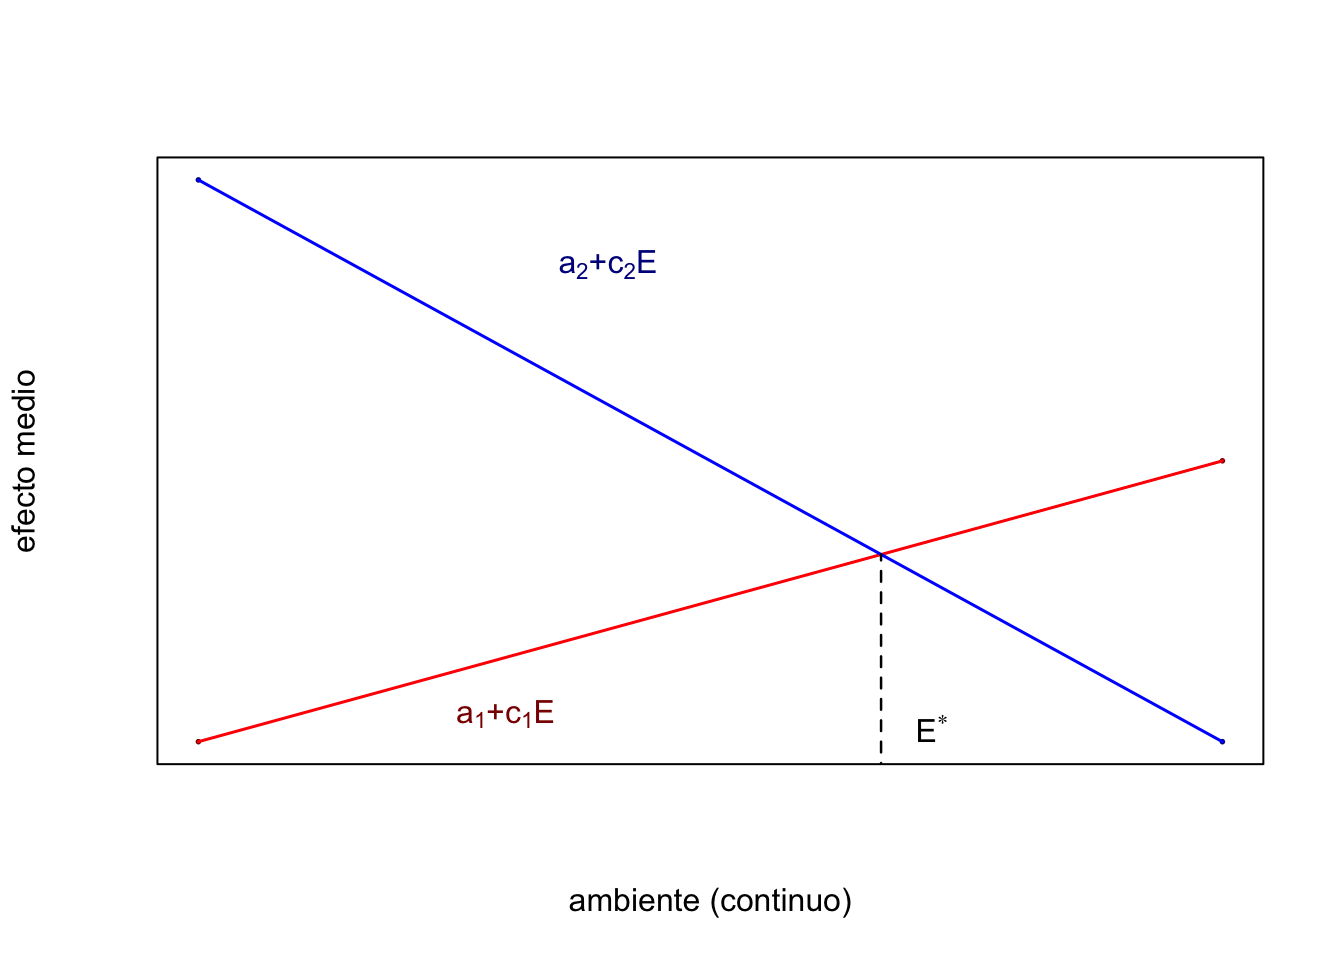 a₂+c₂E
efecto medio
a₁+c₁E
E*
ambiente (continuo)